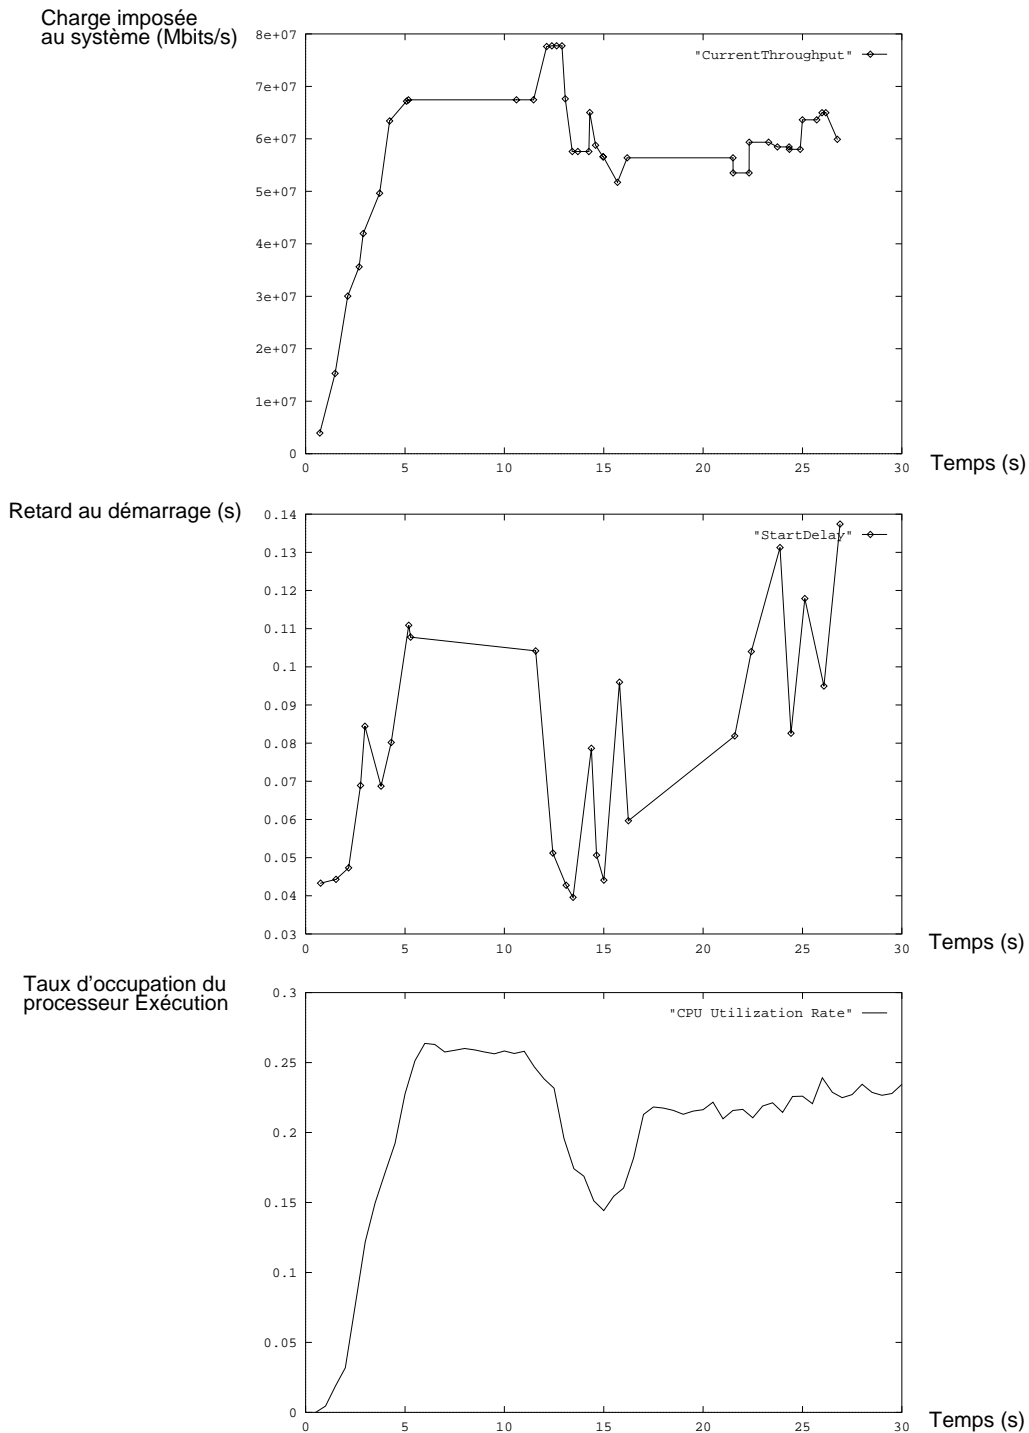 Charge imposée
au système (Mbits/s)
8e+07
"CurrentThroughput"
7e+07
6e+07
5e+07
4e+07
3e+07
2e+07
1e+07
0
0 5 10 15 20 25 30
Temps (s)
Retard au démarrage (s)
0.14
"StartDelay"
0.13
0.12
0.11
0.1
0.09
0.08
0.07
0.06
0.05
0.04
0.03
0 5 10 15 20 25 30
Temps (s)
Taux d'occupation du
processeur Exécution
0.3
"CPU Utilization Rate"
0.25
0.2
0.15
0.1
0.05
0
0 5 10 15 20 25 30
Temps (s)